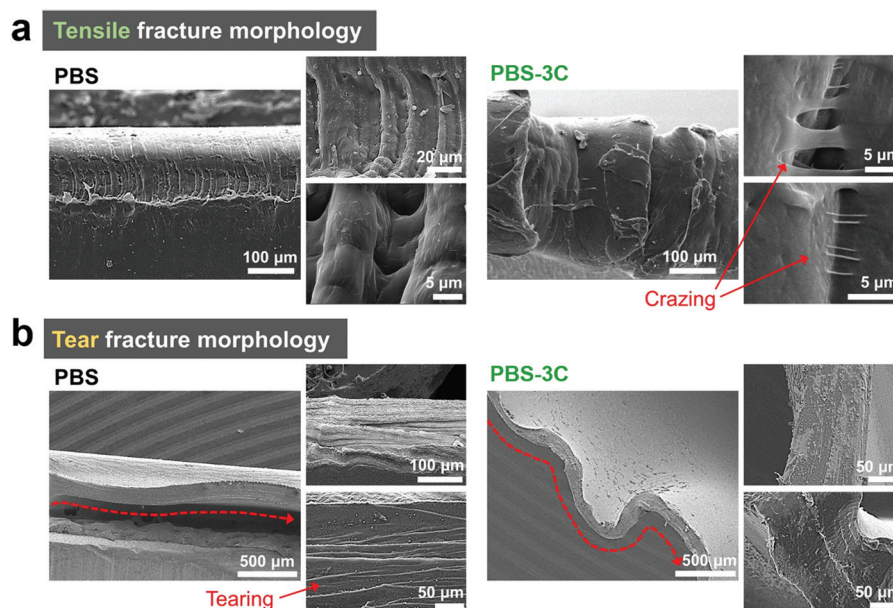 a Tensile fracture morphology
PBS
PBS-3C
20 µm
5 µm
100 µm
5 µm
100 µm
5 µm
Crazing
b Tear fracture morphology
PBS
PBS-3C
100 µm
50 µm
500 µm
500 µm
50 µm
50 µm
Tearing